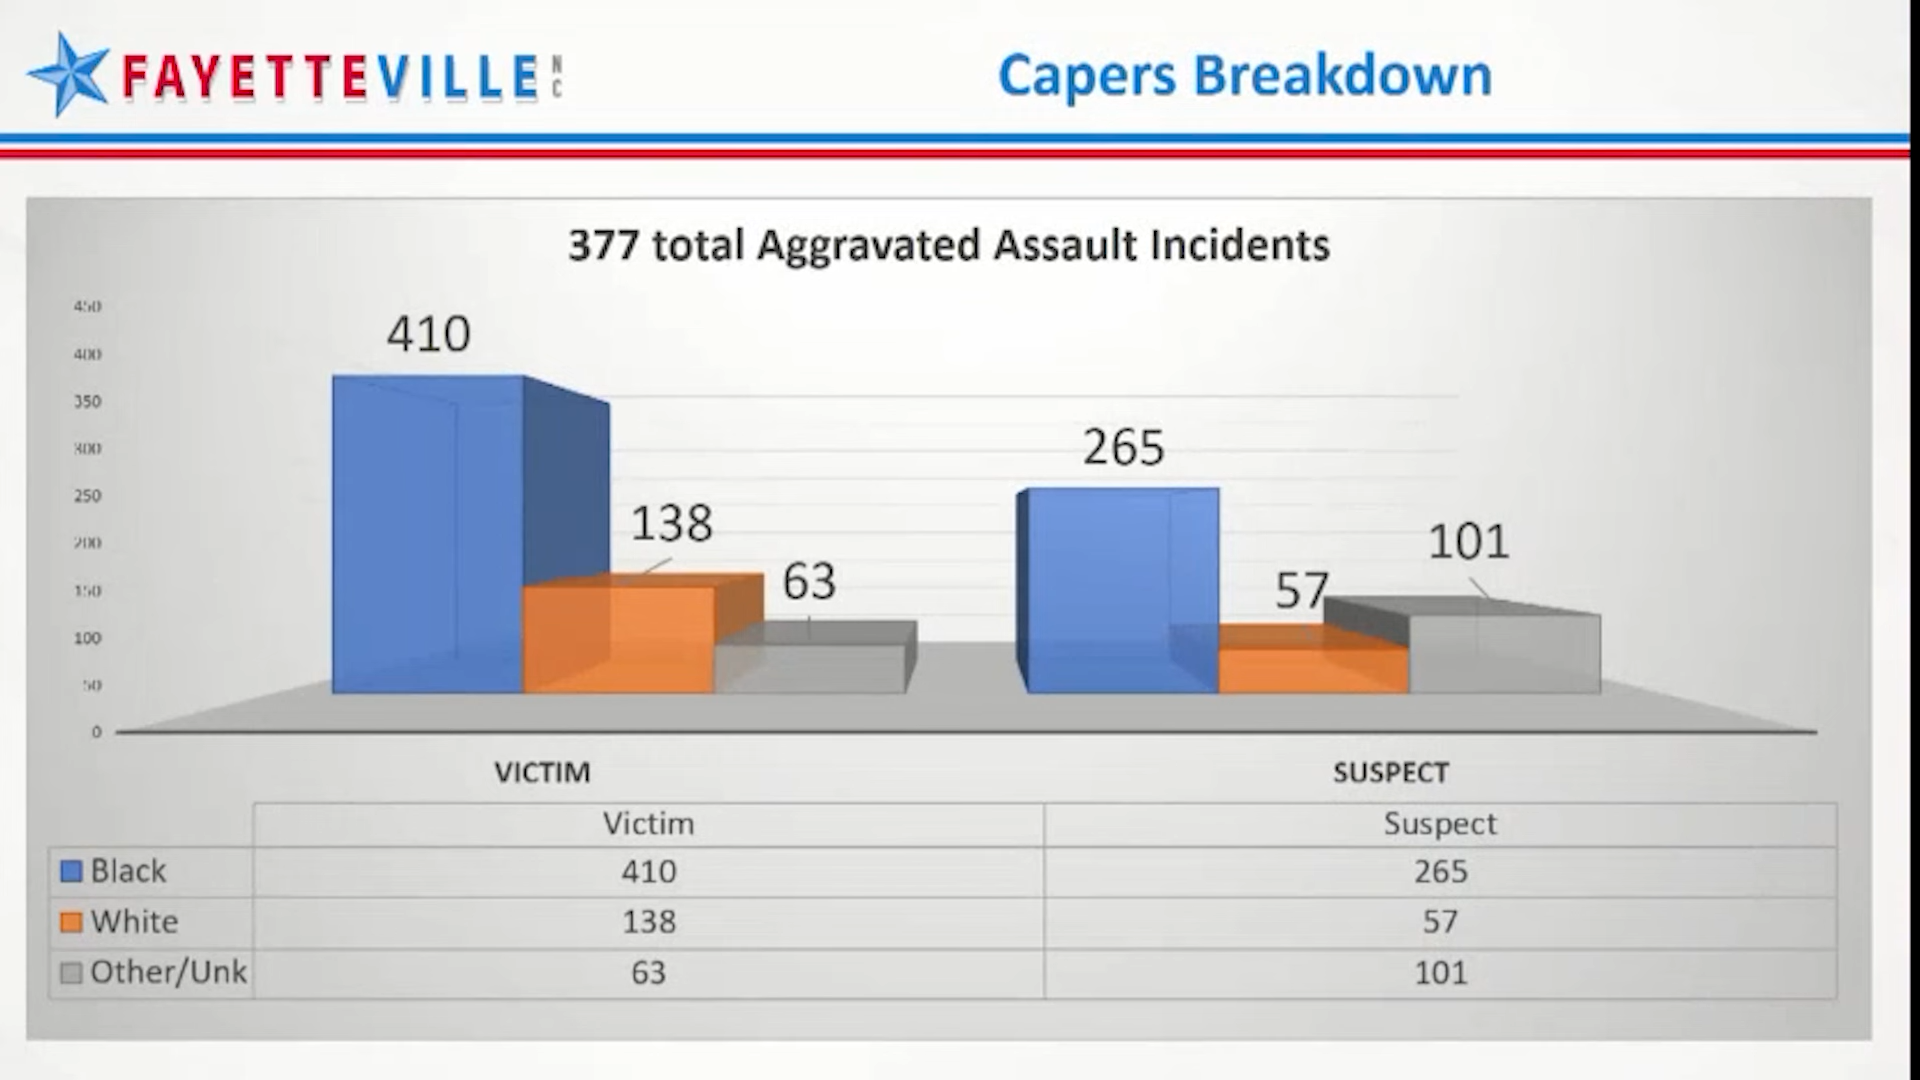 FAYETTEVILLE NC
Capers Breakdown
377 total Aggravated Assault Incidents
450
400
350
300
250
200
150
100
50
0
410
138
63
265
57
101
VICTIM SUSPECT
Victim Suspect
Black 410 265
White 138 57
Other/Unk 63 101